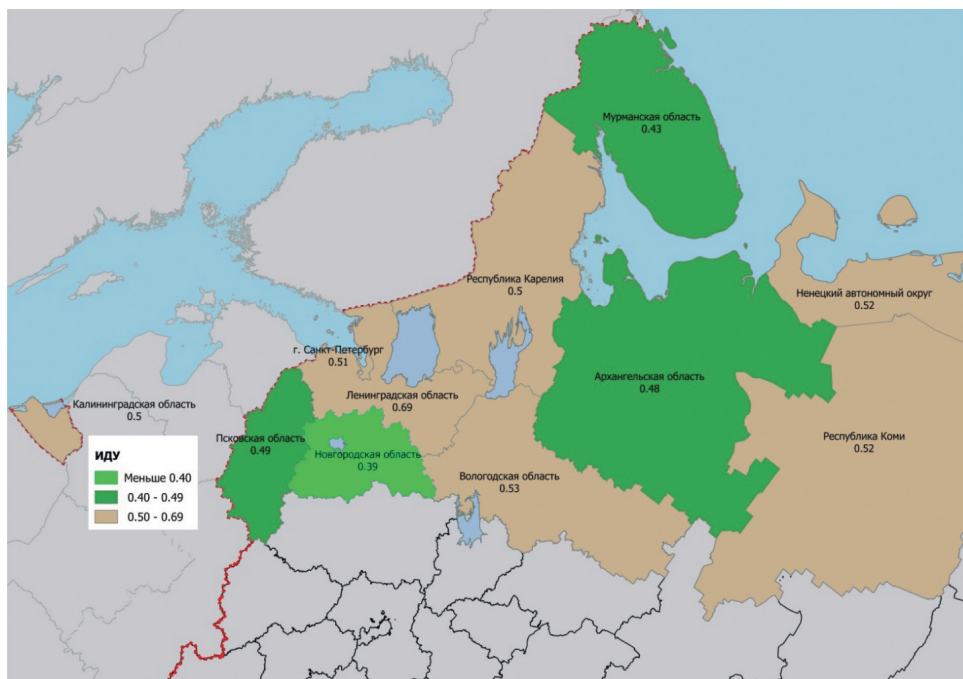 Мурманская область
0.43
Республика Карелия
0.5
Ненецкий автономный округ
0.52
г. Санкт-Петербург
0.51
Архангельская область
0.48
Ленинградская область
0.69
Калининградская область
0.5
Псковская область
0.49
Новгородская область
0.39
Республика Коми
0.52
Вологодская область
0.53
ИДУ
Меньше 0.40
0.40 - 0.49
0.50 - 0.69